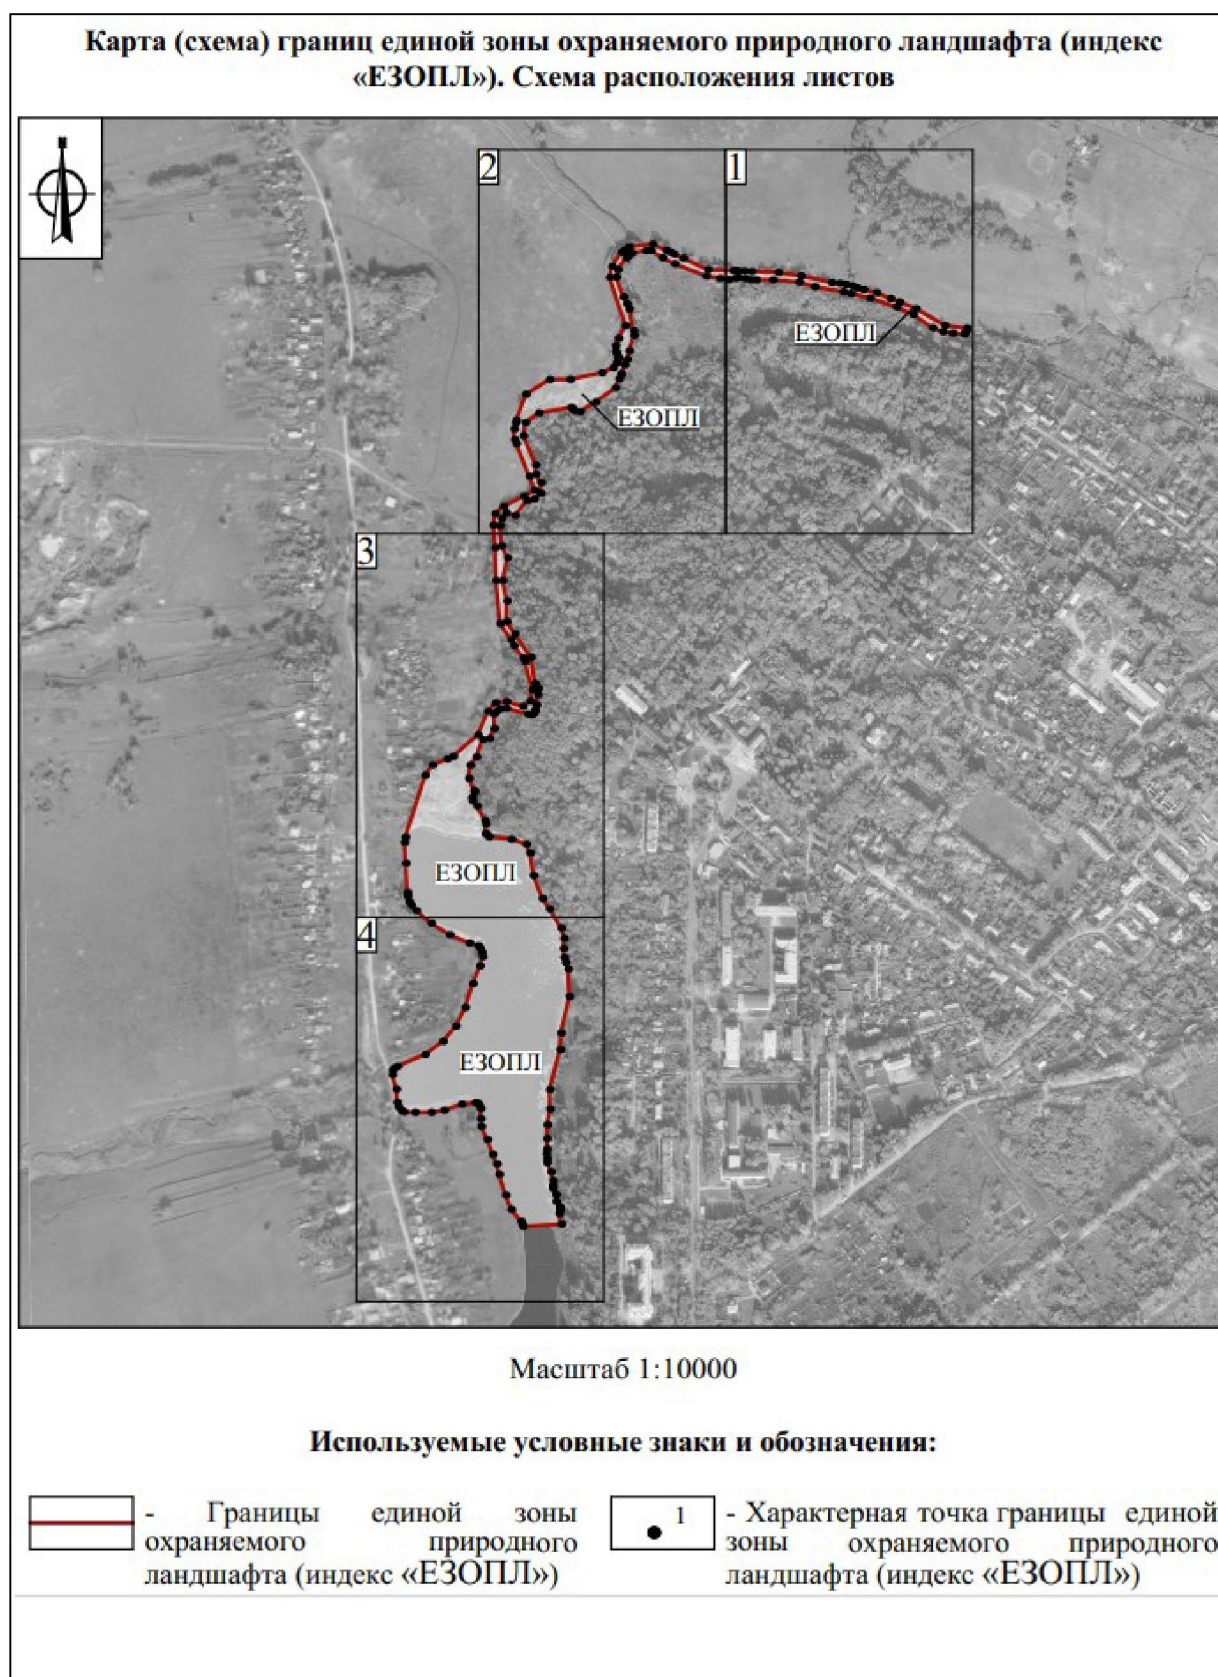 Карта (схема) границ единой зоны охраняемого природного ландшафта (индекс
«ЕЗОПЛ»). Схема расположения листов
2
1
ЕЗОПЛ
ЕЗОПЛ
3
ЕЗОПЛ
4
ЕЗОПЛ
Масштаб 1:10000
Используемые условные знаки и обозначения:
- Границы единой зоны
охраняемого природного
ландшафта (индекс «ЕЗОПЛ»)
1
- Характерная точка границы единой
зоны охраняемого природного
ландшафта (индекс «ЕЗОПЛ»)